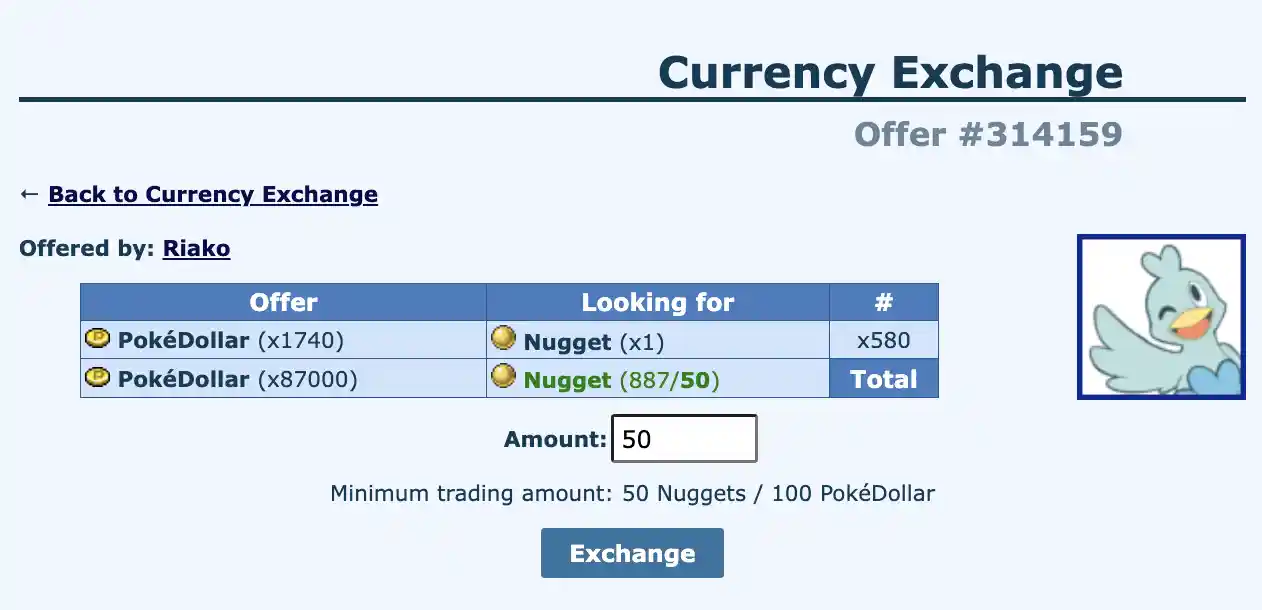 Currency Exchange
Offer #314159
← Back to Currency Exchange
Offered by: Riako
Offer Looking for #
PokéDollar (x1740) Nugget (x1) x580
PokéDollar (x87000) Nugget (887/50) Total
Amount: 50
Minimum trading amount: 50 Nuggets / 100 PokéDollar
Exchange